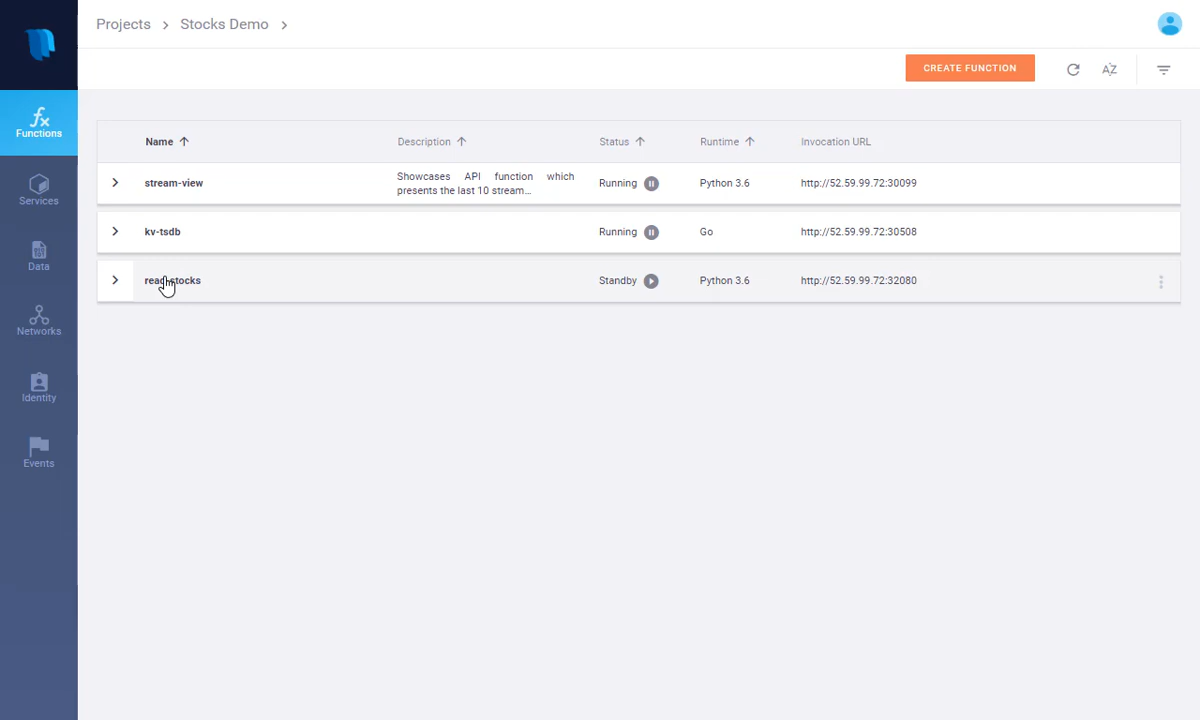 Projects > Stocks Demo >
CREATE FUNCTION
AZ
fx
Functions
Services
Data
Networks
Identity
Events
Name Description Status Runtime Invocation URL
stream-view Showcases API function which presents the last 10 stream... Running Python 3.6 http://52.59.99.72:30099
kv-tsdb Running Go http://52.59.99.72:30508
read-stocks Standby Python 3.6 http://52.59.99.72:32080